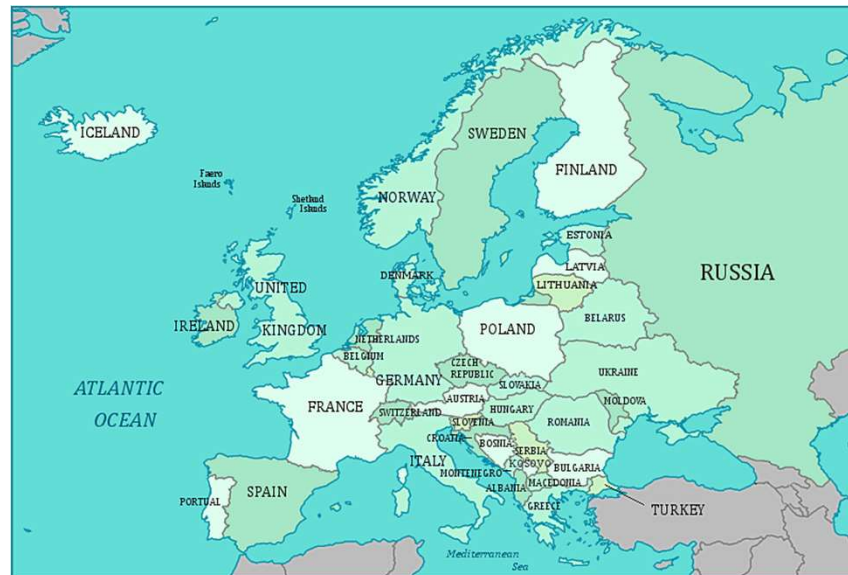 ICELAND
Faero
Islands
Shetlund
Islunds
SWEDEN
FINLAND
NORWAY
ESTONIA
LATVIA
LITHUANIA
DENMARK
RUSSIA
UNITED
KINGDOM
IRELAND
BELARUS
POLAND
NETHERLANDS
BELGIUM
GERMANY
CZECH
REPUBLIC
SLOVAKIA
UKRAINE
ATLANTIC
OCEAN
FRANCE
AUSTRIA
SWITZERLAND
HUNGARY
MOLDOVA
ROMANIA
SLOVENIA
CROATIA
BOSNIA
SERBIA
ITALY
KOSOVO
MONTENEGRO
BULGARIA
MACEDONIA
ALBANIA
GREECE
PORTUAL
SPAIN
TURKEY
Mediterranean
Sea